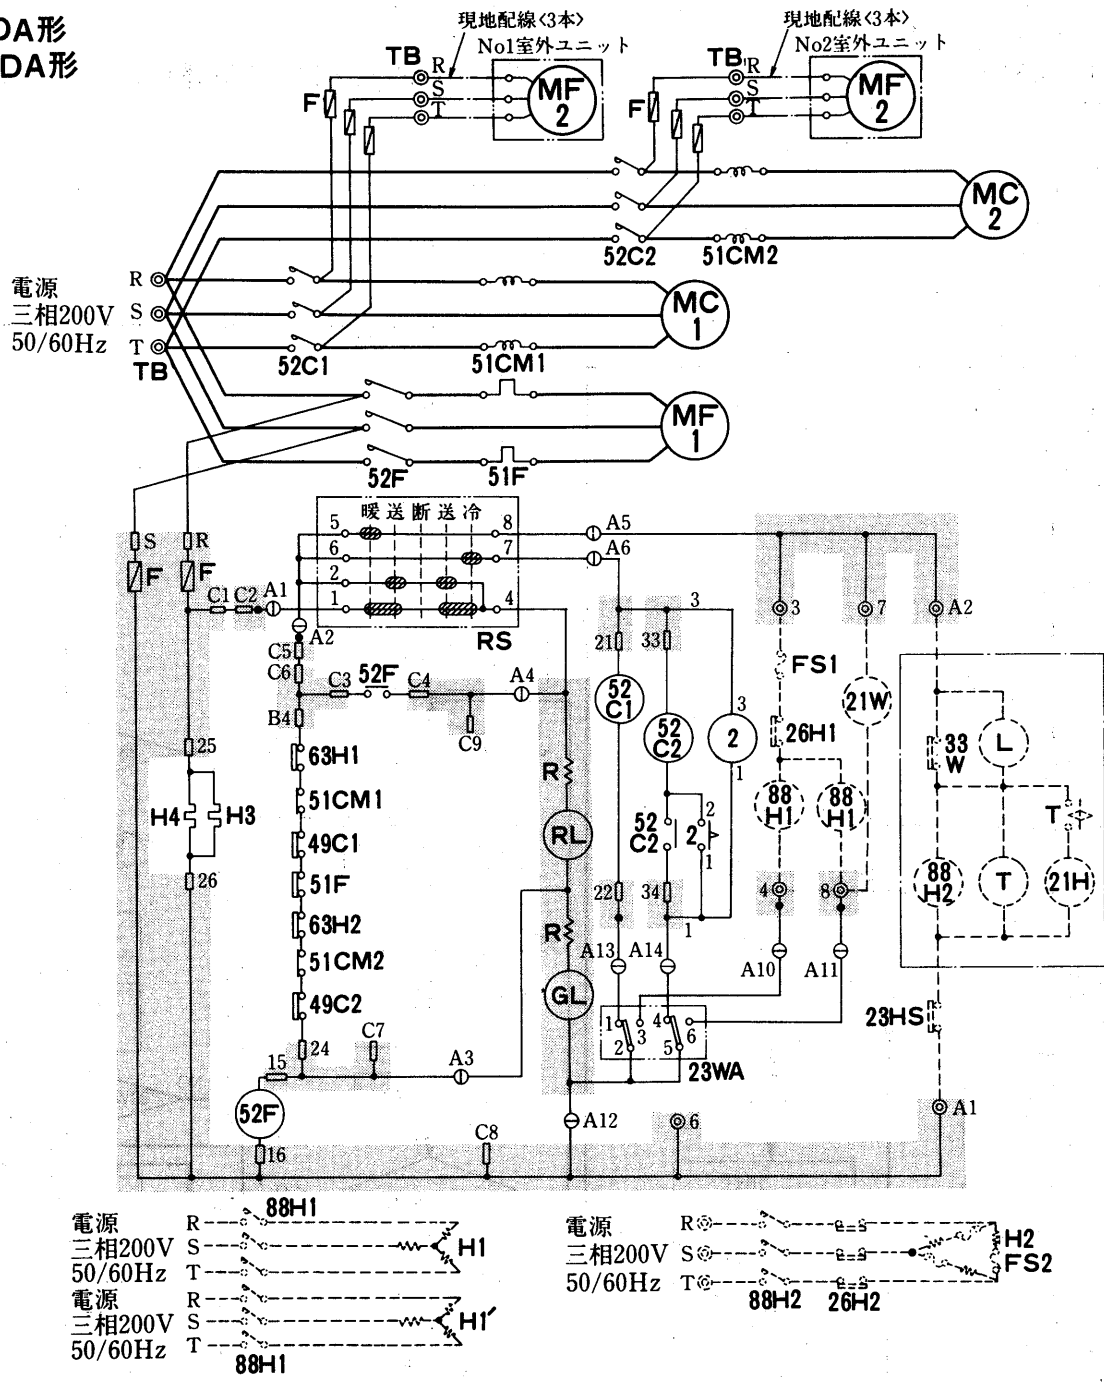 DA形
DA形
現地配線<3本>
No1室外ユニット
TB
R
S
T
F
MF
2
現地配線<3本>
No2室外ユニット
TB
R
S
T
F
MF
2
MC
2
52C2
51CM2
電源
三相200V
50/60Hz
R
S
T
TB
52C1
51CM1
MC
1
52F
51F
MF
1
S
R
F
F
暖送断送冷
5
6
2
1
8
7
4
RS
A5
A6
C1
C2
A1
A2
C5
C6
B4
C3
52F
C4
A4
C9
63H1
51CM1
49C1
51F
63H2
51CM2
49C2
25
H4
H3
26
24
C7
15
A3
52F
16
C8
R
RL
R
GL
A12
3
21
33
52
C1
52
C2
3
2
1
52
C2
2
2
1
22
34
1
A13
A14
1
2
3
4
5
6
23WA
6
3
7
A2
FS1
26H1
21W
88
H1
88
H1
4
8
A10
A11
33
W
L
T
88
H2
T
21H
23HS
A1
電源
三相200V
50/60Hz
R
S
T
88H1
H1
電源
三相200V
50/60Hz
R
S
T
88H1
H1′
電源
三相200V
50/60Hz
R
S
T
88H2
26H2
H2
FS2